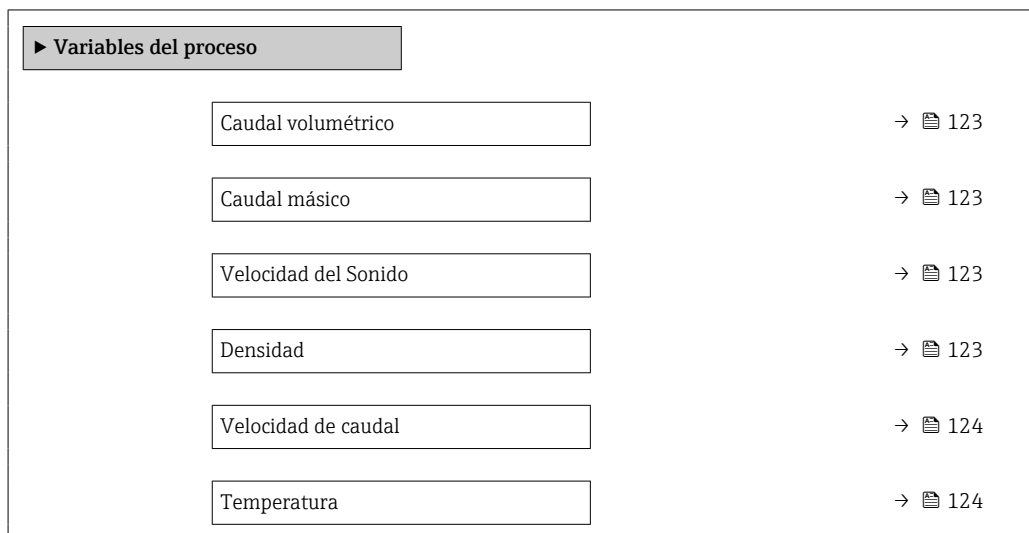 ▶ Variables del proceso
Caudal volumétrico → 123
Caudal másico → 123
Velocidad del Sonido → 123
Densidad → 123
Velocidad de caudal → 124
Temperatura → 124